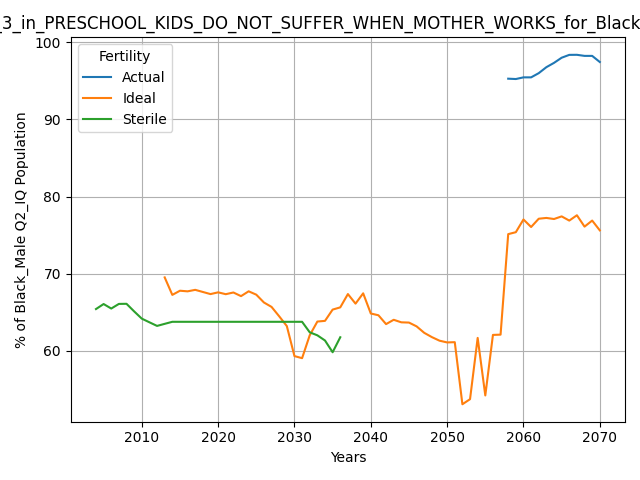 _3_in_PRESCHOOL_KIDS_DO_NOT_SUFFER_WHEN_MOTHER_WORKS_for_Black
100
90
80
70
60
% of Black_Male Q2_IQ Population
Fertility
Actual
Ideal
Sterile
2010 2020 2030 2040 2050 2060 2070
Years